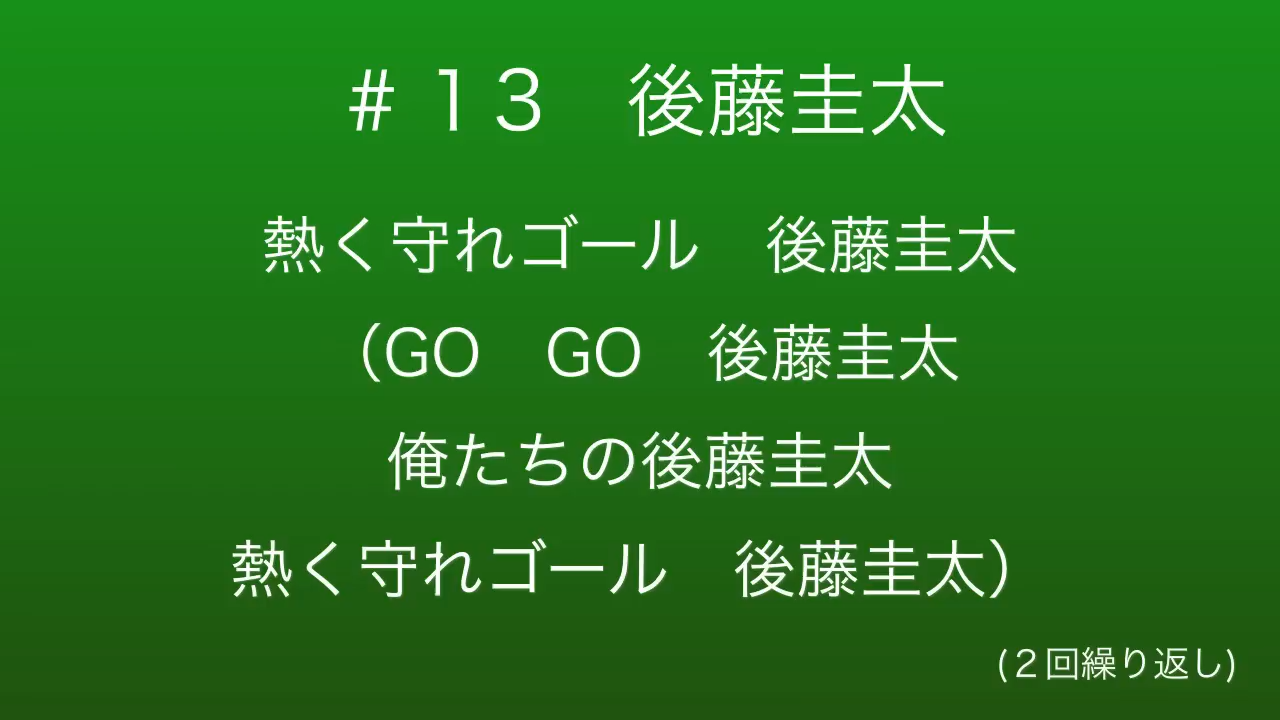 ＃１３　後藤圭太
熱く守れゴール　後藤圭太
（GO　GO　後藤圭太
俺たちの後藤圭太
熱く守れゴール　後藤圭太）
(２回繰り返し)